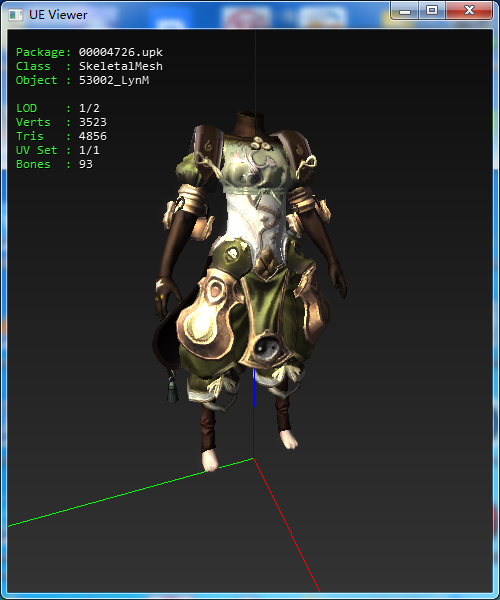 UE Viewer
Package: 00004726.upk
Class : SkeletalMesh
Object : 53002_LynM
LOD : 1/2
Verts : 3523
Tris : 4856
UV Set : 1/1
Bones : 93